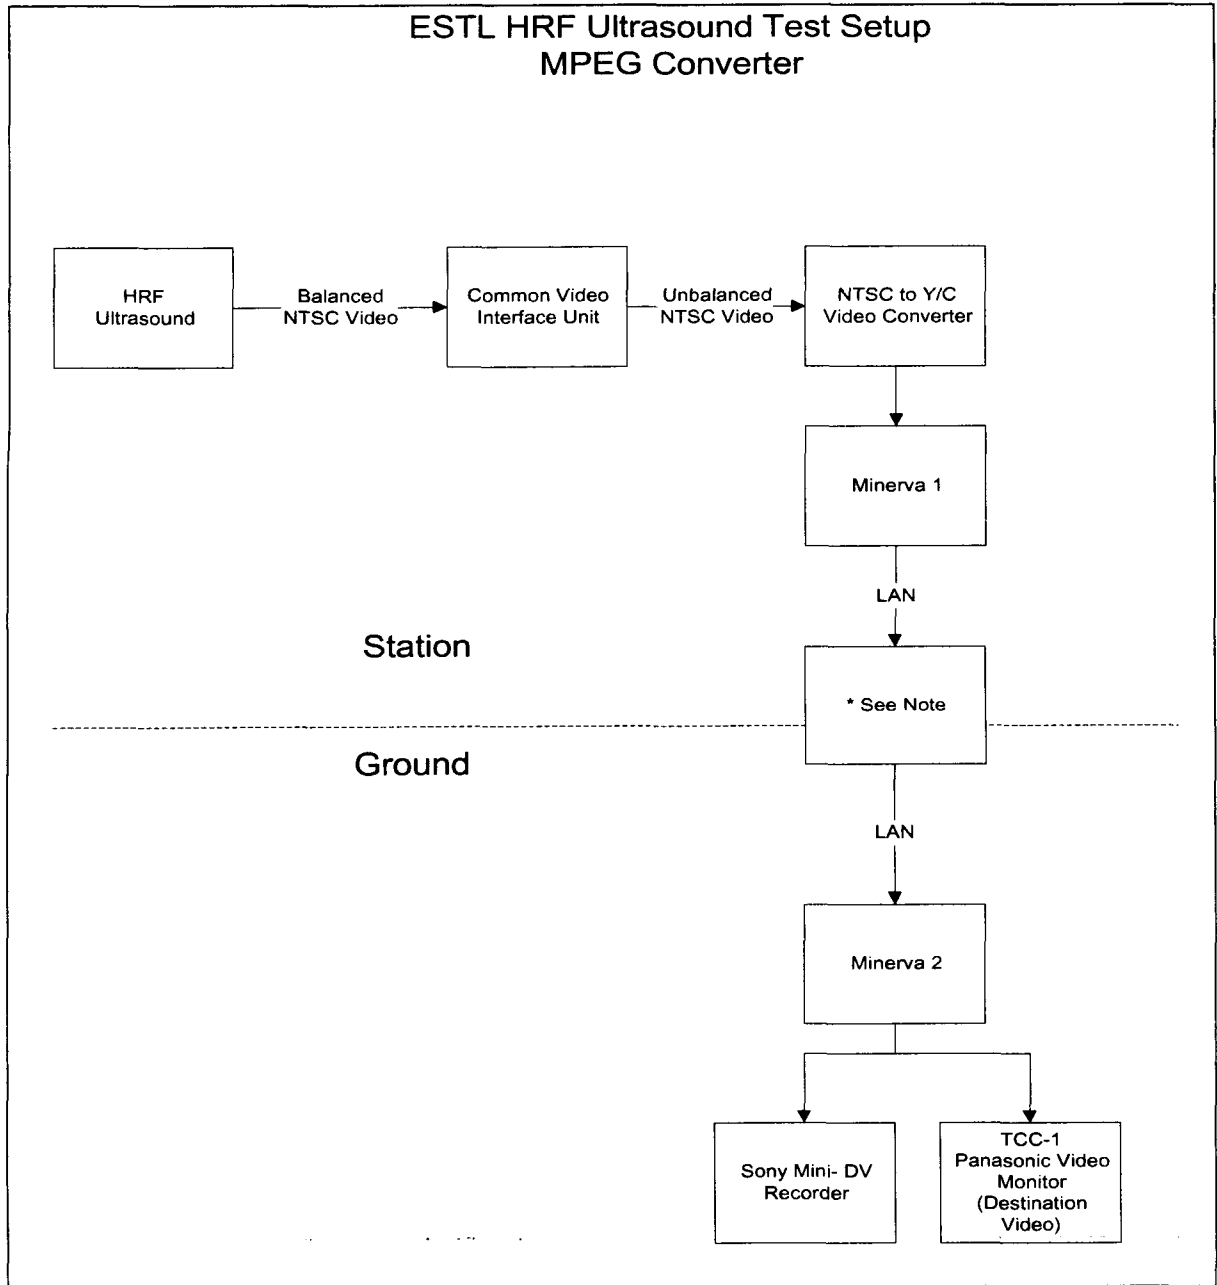 ESTL HRF Ultrasound Test Setup
MPEG Converter
HRF
Ultrasound
Balanced
NTSC Video
Common Video
Interface Unit
Unbalanced
NTSC Video
NTSC to Y/C
Video Converter
Minerva 1
LAN
Station
* See Note
Ground
LAN
Minerva 2
Sony Mini- DV
Recorder
TCC-1
Panasonic Video
Monitor
(Destination
Video)